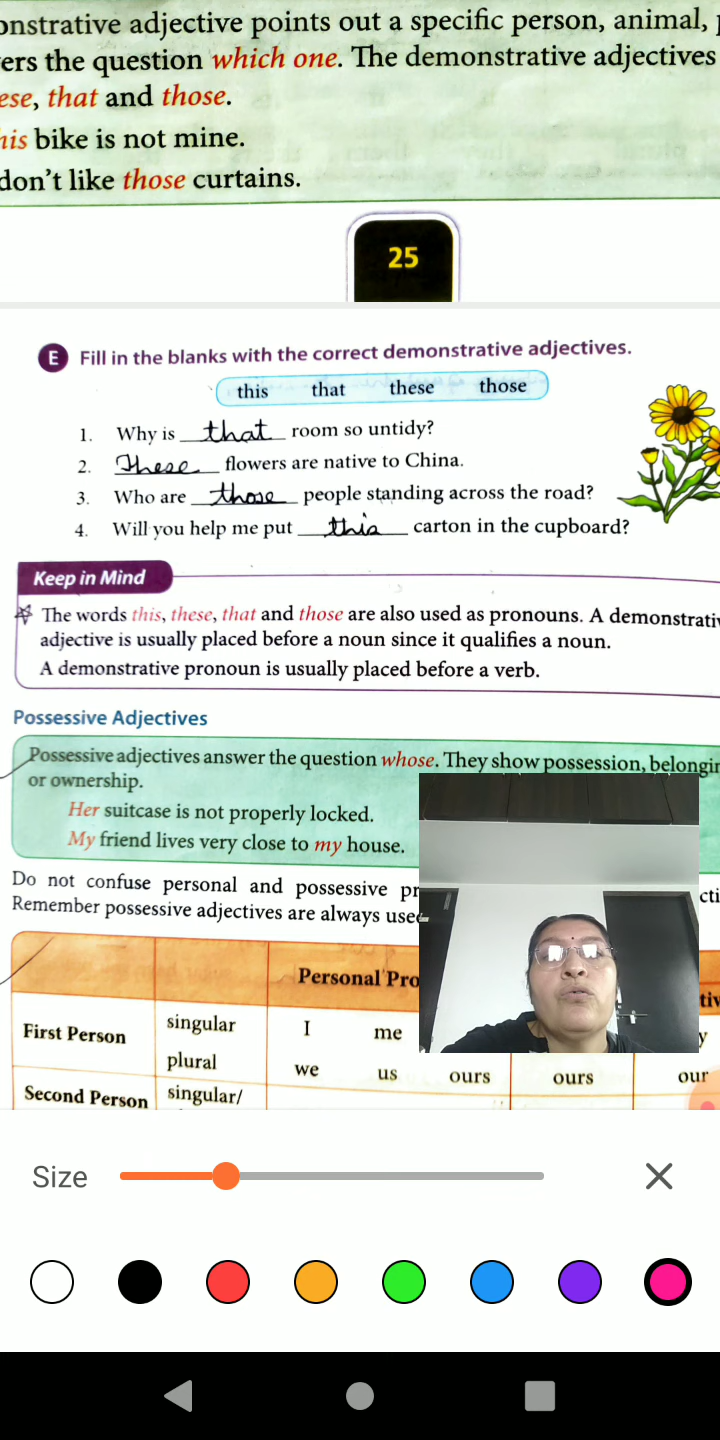 onstrative adjective points out a specific person, animal,
ers the question which one. The demonstrative adjectives
ese, that and those.
his bike is not mine.
don't like those curtains.
25
E Fill in the blanks with the correct demonstrative adjectives.
this that these those
1. Why is that room so untidy?
2. These flowers are native to China.
3. Who are those people standing across the road?
4. Will you help me put this carton in the cupboard?
Keep in Mind
The words this, these, that and those are also used as pronouns. A demonstrativ
adjective is usually placed before a noun since it qualifies a noun.
A demonstrative pronoun is usually placed before a verb.
Possessive Adjectives
Possessive adjectives answer the question whose. They show possession, belongin
or ownership.
Her suitcase is not properly locked.
My friend lives very close to my house.
Do not confuse personal and possessive pr cti
Remember possessive adjectives are always used
Personal Pro tiv
First Person singular I me y
plural we us ours ours our
Second Person singular/
Size